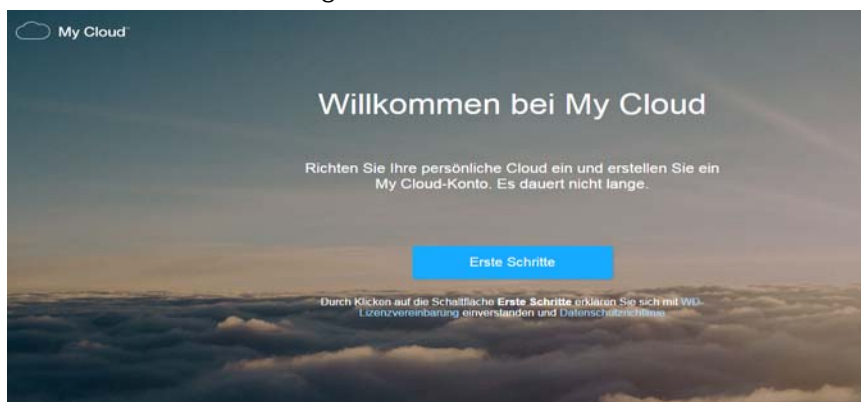 My Cloud™
Willkommen bei My Cloud
Richten Sie Ihre persönliche Cloud ein und erstellen Sie ein
My Cloud-Konto. Es dauert nicht lange.
Erste Schritte
Durch Klicken auf die Schaltfläche Erste Schritte erklären Sie sich mit WD-
Lizenzvereinbarung einverstanden und Datenschutzrichtlinie